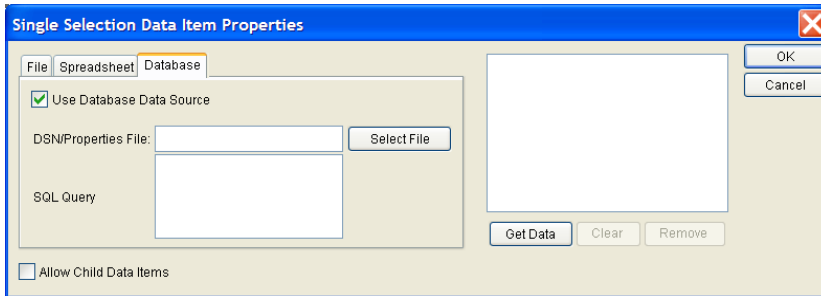 Single Selection Data Item Properties
File Spreadsheet Database
OK
Cancel
Use Database Data Source
DSN/Properties File:
Select File
SQL Query
Get Data Clear Remove
Allow Child Data Items